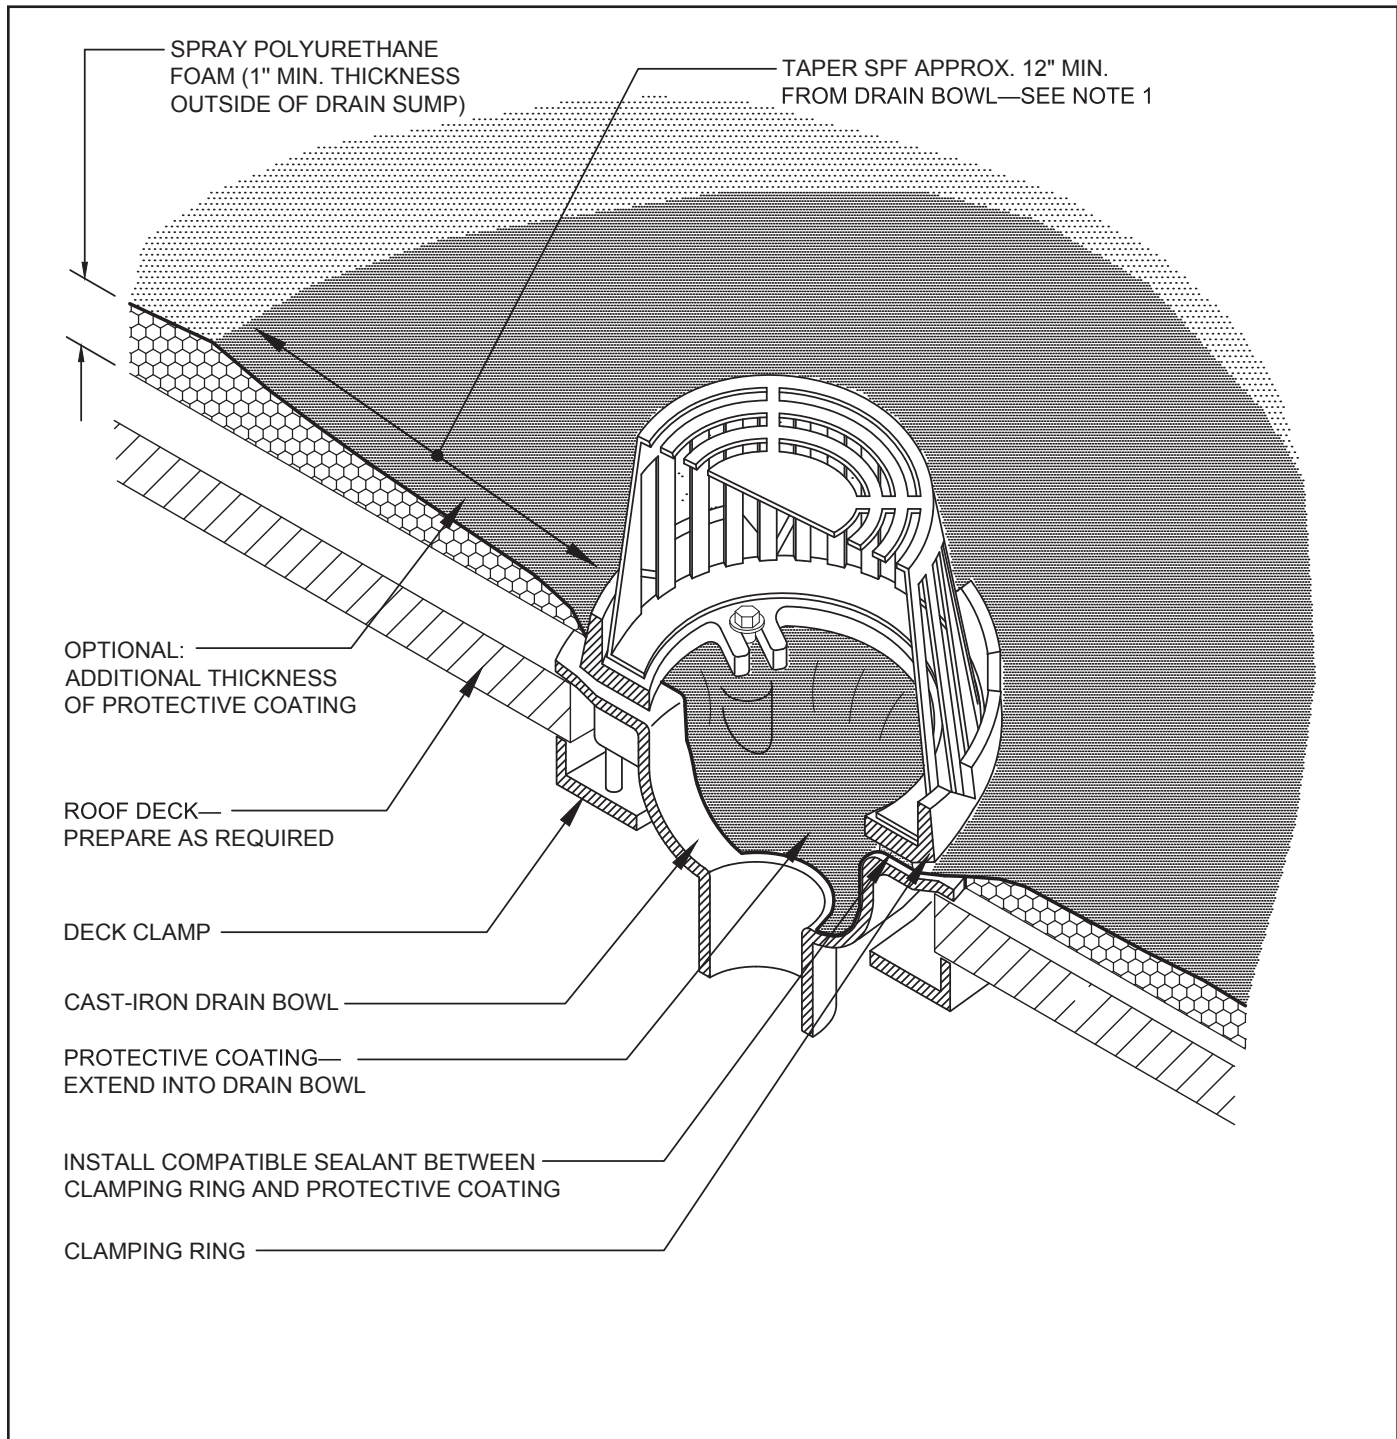 SPRAY POLYURETHANE
FOAM (1" MIN. THICKNESS
OUTSIDE OF DRAIN SUMP)
TAPER SPF APPROX. 12" MIN.
FROM DRAIN BOWL—SEE NOTE 1
OPTIONAL:
ADDITIONAL THICKNESS
OF PROTECTIVE COATING
ROOF DECK—
PREPARE AS REQUIRED
DECK CLAMP
CAST-IRON DRAIN BOWL
PROTECTIVE COATING—
EXTEND INTO DRAIN BOWL
INSTALL COMPATIBLE SEALANT BETWEEN
CLAMPING RING AND PROTECTIVE COATING
CLAMPING RING